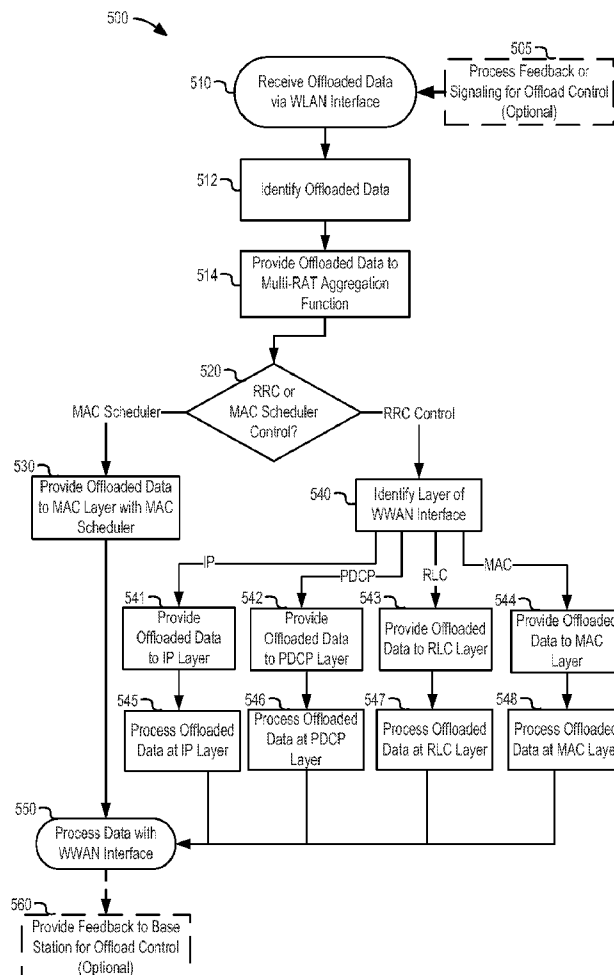 500
505
Process Feedback or
Signaling for Offload Control
(Optional)
510
Receive Offloaded Data
via WLAN Interface
512
Identify Offloaded Data
514
Provide Offloaded Data to
Multi-RAT Aggregation
Function
520
RRC or
MAC Scheduler
Control?
MAC Scheduler
RRC Control
530
Provide Offloaded Data
to MAC Layer with MAC
Scheduler
540
Identify Layer of
WWAN Interface
IP
PDCP
RLC
MAC
541
Provide
Offloaded Data
to IP Layer
542
Provide
Offloaded Data
to PDCP Layer
543
Provide Offloaded
Data to RLC Layer
544
Provide Offloaded
Data to MAC
Layer
545
Process Offloaded
Data at IP Layer
546
Process Offloaded
Data at PDCP
Layer
547
Process Offloaded
Data at RLC Layer
548
Process Offloaded
Data at MAC Layer
550
Process Data with
WWAN Interface
560
Provide Feedback to Base
Station for Offload Control
(Optional)